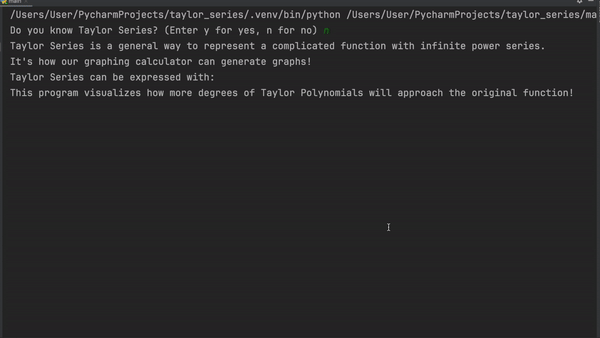 main
/Users/User/PycharmProjects/taylor_series/.venv/bin/python /Users/User/PycharmProjects/taylor_series/ma
Do you know Taylor Series? (Enter y for yes, n for no) n
Taylor Series is a general way to represent a complicated function with infinite power series.
It's how our graphing calculator can generate graphs!
Taylor Series can be expressed with:
This program visualizes how more degrees of Taylor Polynomials will approach the original function!